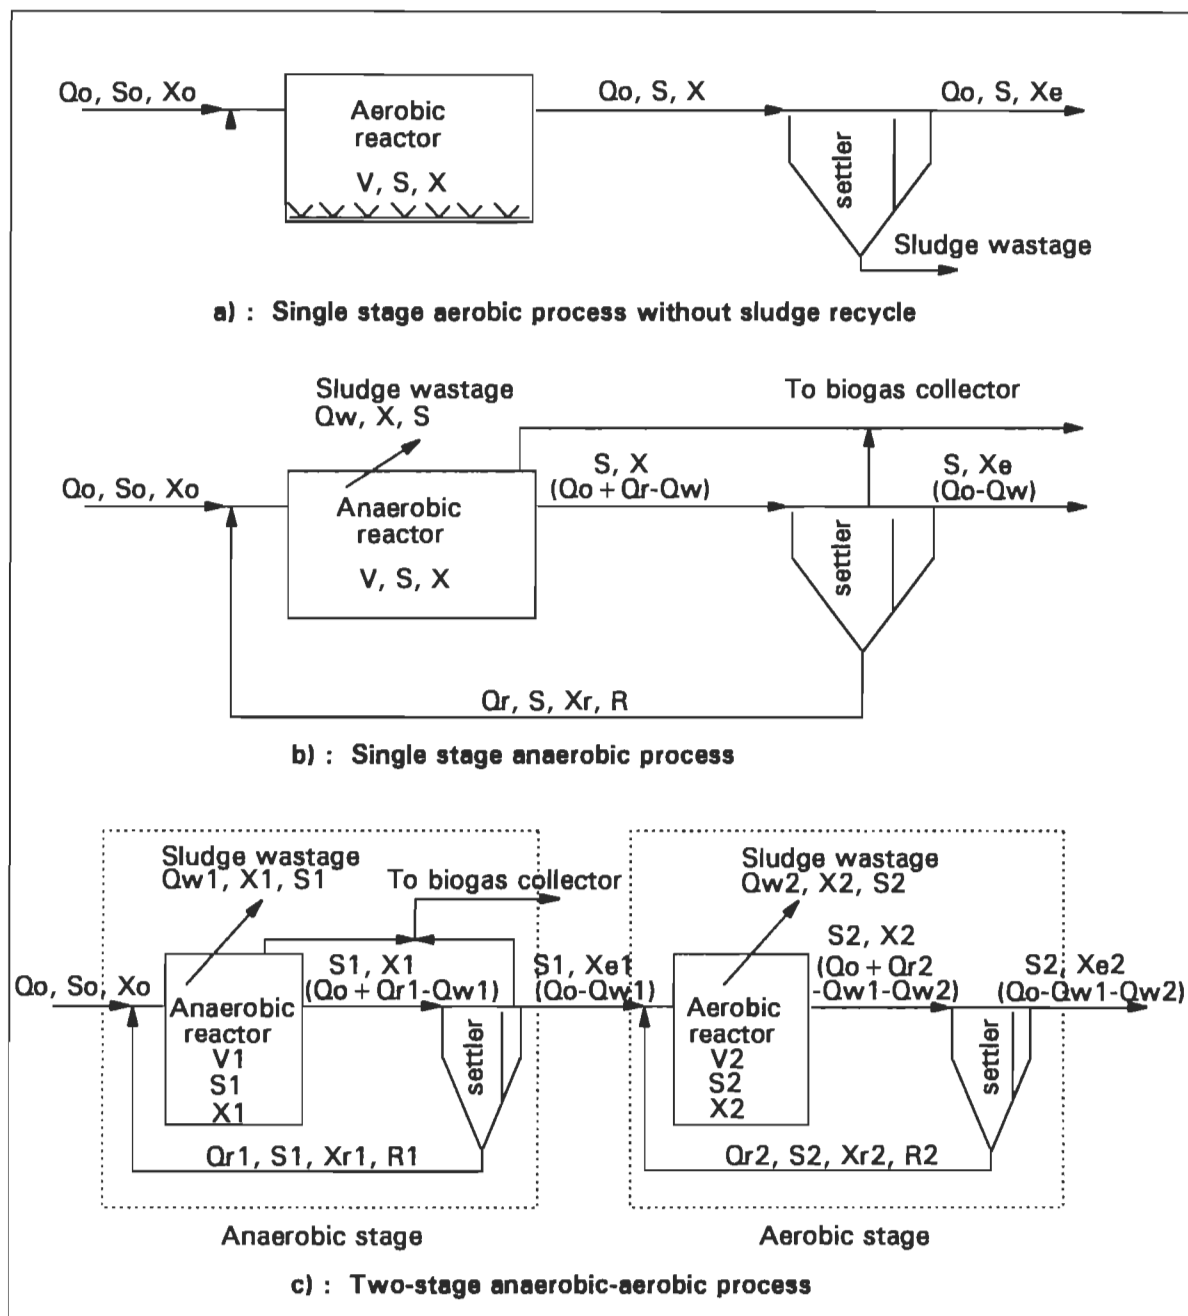 Qo, So, Xo
Aerobic
reactor
V, S, X
Qo, S, X
settler
Qo, S, Xe
Sludge wastage
a) : Single stage aerobic process without sludge recycle
Sludge wastage
Qw, X, S
To biogas collector
Qo, So, Xo
Anaerobic
reactor
V, S, X
S, X
(Qo + Qr-Qw)
settler
S, Xe
(Qo-Qw)
Qr, S, Xr, R
b) : Single stage anaerobic process
Sludge wastage
Qw1, X1, S1
To biogas collector
Qo, So, Xo
Anaerobic
reactor
V1
S1
X1
S1, X1
(Qo + Qr1-Qw1)
settler
S1, Xe1
(Qo-Qw1)
Qr1, S1, Xr1, R1
Anaerobic stage
Sludge wastage
Qw2, X2, S2
Aerobic
reactor
V2
S2
X2
S2, X2
(Qo + Qr2
-Qw1-Qw2)
settler
S2, Xe2
(Qo-Qw1-Qw2)
Qr2, S2, Xr2, R2
Aerobic stage
c) : Two-stage anaerobic-aerobic process